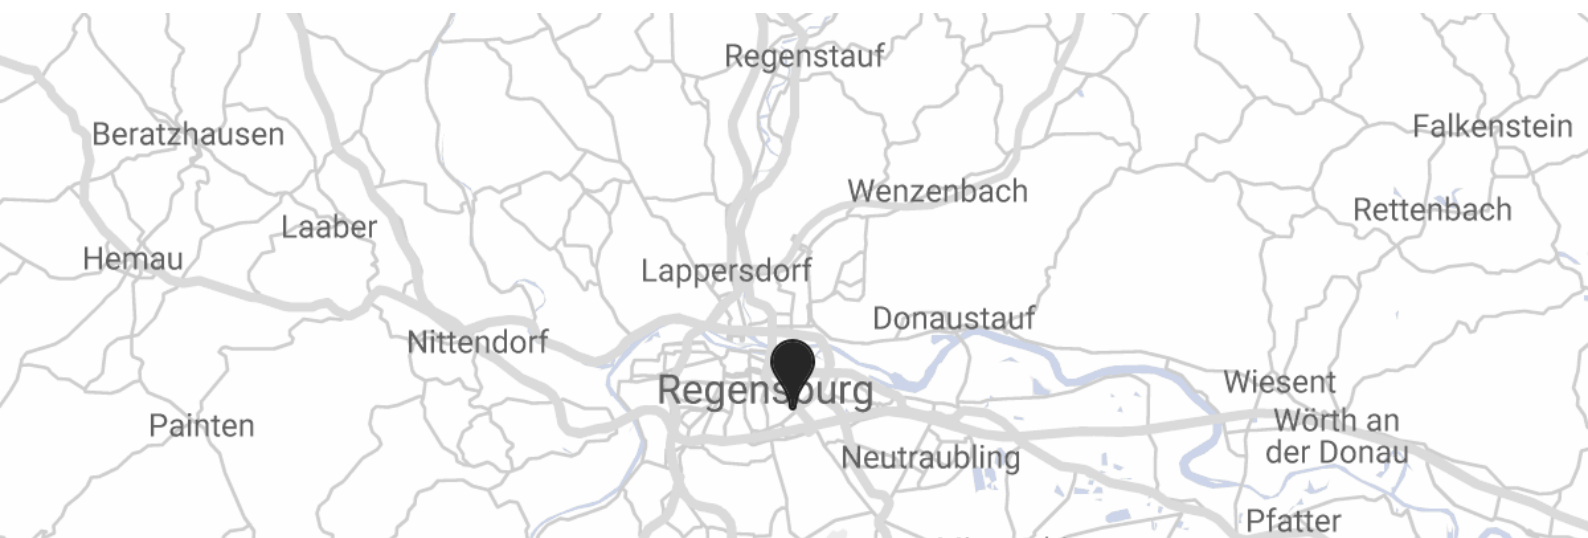 Regenstauf
Beratzhausen
Falkenstein
Wenzenbach
Rettenbach
Laaber
Hemau
Lappersdorf
Donaustauf
Nittendorf
Regensburg
Wiesent
Painten
Wörth an
der Donau
Neutraubling
Pfatter